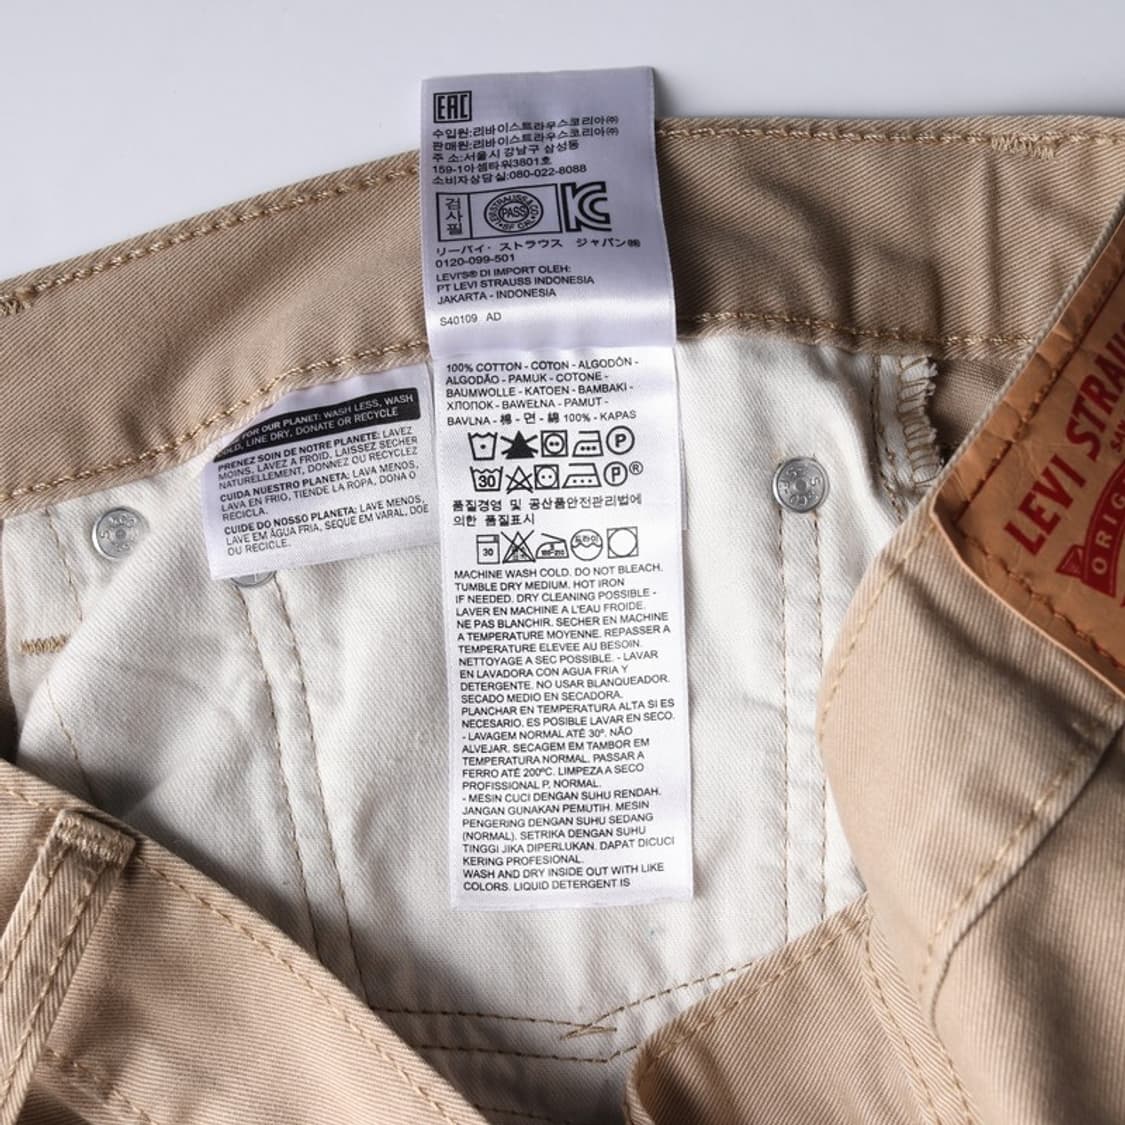 EAC
수입원:리바이스트라우스코리아㈜
판매원:리바이스트라우스코리아㈜
주 소:서울시 강남구 삼성동
159-1아셈타워3801호
소비자상담실:080-022-8088
검사필
PASS
리ーバイ・ ストラウス ジャパン㈱
0120-099-501
LEVI'S® DI IMPORT OLEH:
PT LEVI STRAUSS INDONESIA
JAKARTA - INDONESIA
S40109 AD
100% COTTON - COTON - ALGODÓN -
ALGODÃO - PAMUK - COTONE -
BAUMWOLLE - KATOEN - BAMBAKI -
ХЛОПОК - BAWEŁNA - PAMUT -
BAVLNA - 棉 - 면 - 綿 100% - KAPAS
P
30 P®
품질경영 및 공산품안전관리법에
의한 품질표시
30 드라이
MACHINE WASH COLD. DO NOT BLEACH.
TUMBLE DRY MEDIUM. HOT IRON
IF NEEDED. DRY CLEANING POSSIBLE -
LAVER EN MACHINE A L'EAU FROIDE.
NE PAS BLANCHIR. SECHER EN MACHINE
A TEMPERATURE MOYENNE. REPASSER A
TEMPERATURE ELEVEE AU BESOIN.
NETTOYAGE A SEC POSSIBLE. - LAVAR
EN LAVADORA CON AGUA FRIA Y
DETERGENTE. NO USAR BLANQUEADOR.
SECADO MEDIO EN SECADORA.
PLANCHAR EN TEMPERATURA ALTA SI ES
NECESARIO. ES POSIBLE LAVAR EN SECO.
- LAVAGEM NORMAL ATÉ 30º. NÃO
ALVEJAR. SECAGEM EM TAMBOR EM
TEMPERATURA NORMAL. PASSAR A
FERRO ATÉ 200ºC. LIMPEZA A SECO
PROFISSIONAL P, NORMAL.
- MESIN CUCI DENGAN SUHU RENDAH.
JANGAN GUNAKAN PEMUTIH. MESIN
PENGERING DENGAN SUHU SEDANG
(NORMAL). SETRIKA DENGAN SUHU
TINGGI JIKA DIPERLUKAN. DAPAT DICUCI
KERING PROFESIONAL.
WASH AND DRY INSIDE OUT WITH LIKE
COLORS. LIQUID DETERGENT IS
FOR OUR PLANET: WASH LESS, WASH
COLD, LINE DRY, DONATE OR RECYCLE
PRENEZ SOIN DE NOTRE PLANETE: LAVEZ
MOINS, LAVEZ A FROID, LAISSEZ SECHER
NATURELLEMENT, DONNEZ OU RECYCLEZ
CUIDA NUESTRO PLANETA: LAVA MENOS,
LAVA EN FRIO, TIENDE LA ROPA, DONA O
RECICLA.
CUIDE DO NOSSO PLANETA: LAVE MENOS,
LAVE EM ÁGUA FRIA, SEQUE EM VARAL, DOE
OU RECICLE.
LEVI STRAU
ORIG